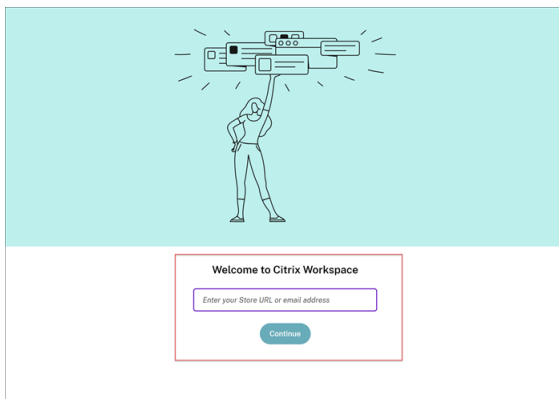 Welcome to Citrix Workspace
Enter your Store URL or email address
Continue